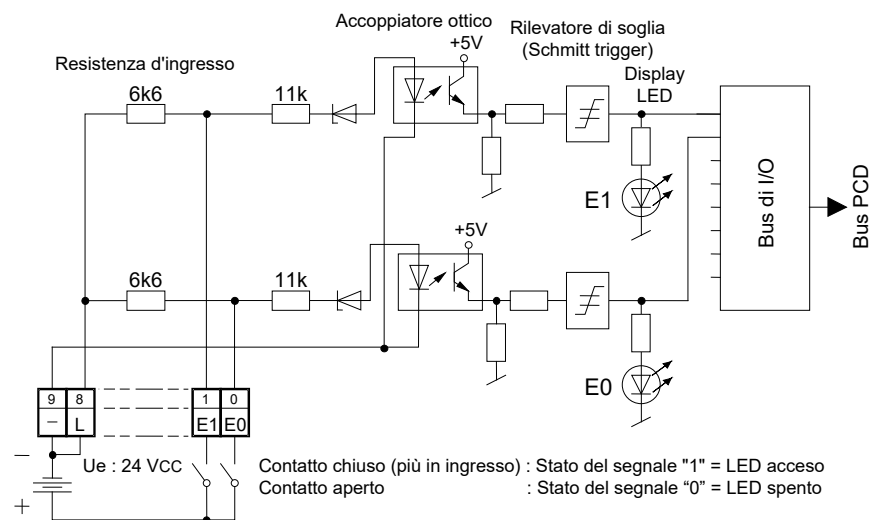 Accoppiatore ottico
+5V
Rilevatore di soglia
(Schmitt trigger)
Display
LED
Resistenza d'ingresso
6k6
11k
E1
Bus di I/O
Bus PCD
+5V
6k6
11k
E0
9 8 1 0
– L E1 E0
–
+
Ue : 24 VCC
Contatto chiuso (più in ingresso) : Stato del segnale "1" = LED acceso
Contatto aperto : Stato del segnale “0” = LED spento